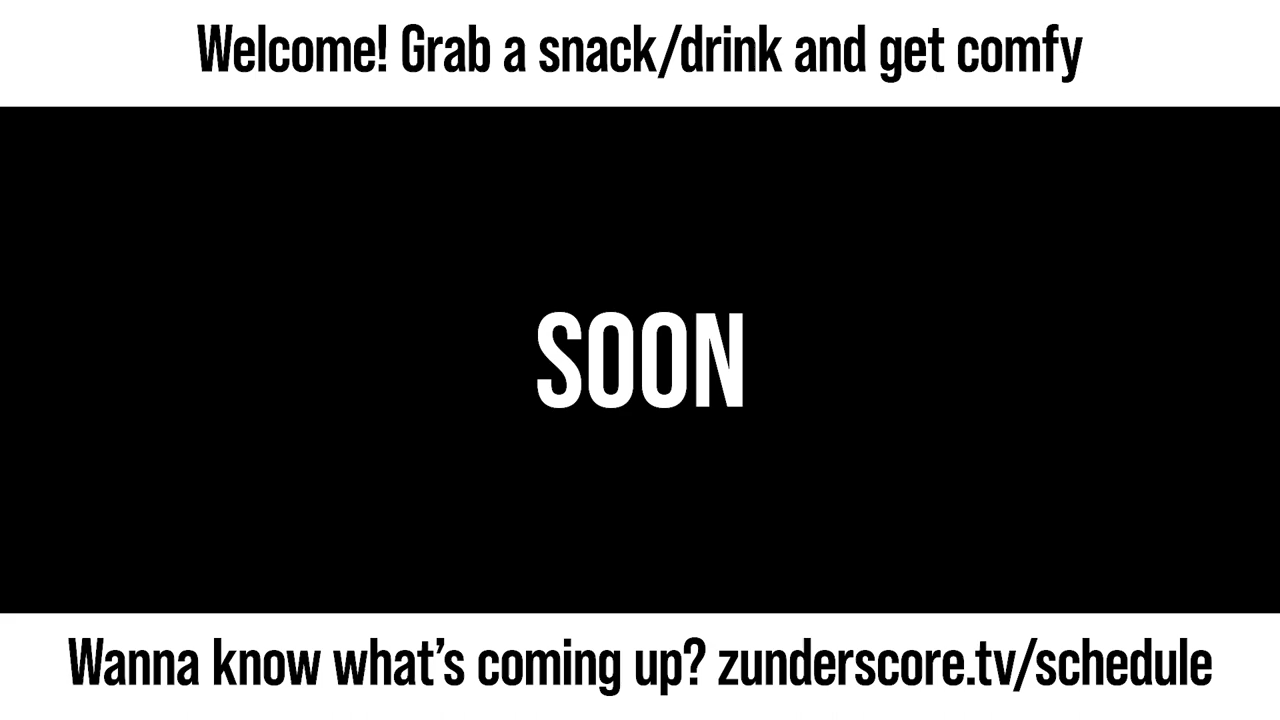 Welcome! Grab a snack/drink and get comfy
SOON
Wanna know what’s coming up? zunderscore.tv/schedule